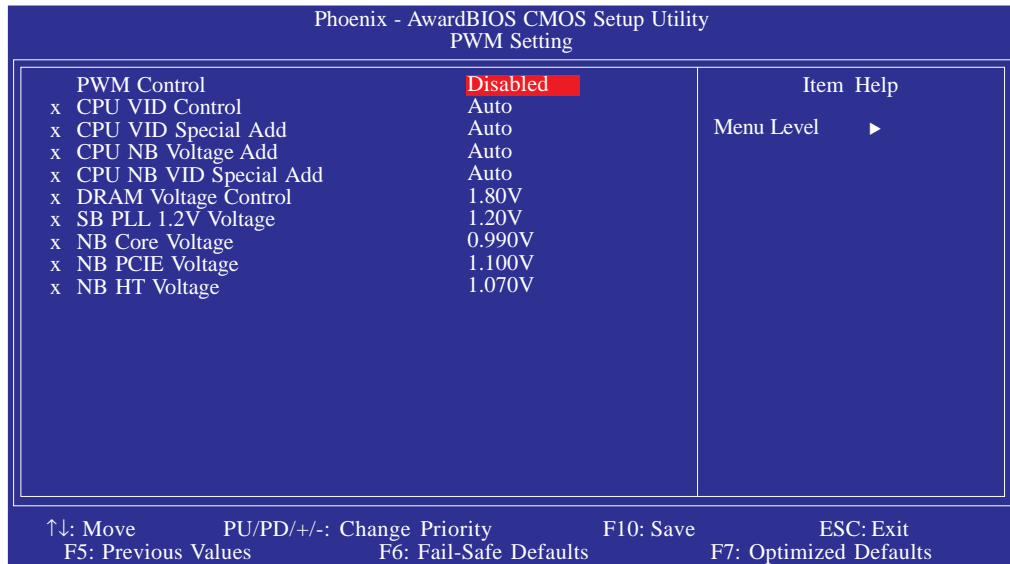 Phoenix - AwardBIOS CMOS Setup Utility
PWM Setting
PWM Control Disabled
x CPU VID Control Auto
x CPU VID Special Add Auto
x CPU NB Voltage Add Auto
x CPU NB VID Special Add Auto
x DRAM Voltage Control 1.80V
x SB PLL 1.2V Voltage 1.20V
x NB Core Voltage 0.990V
x NB PCIE Voltage 1.100V
x NB HT Voltage 1.070V
Item Help
Menu Level ▶
↑↓: Move PU/PD/+/-: Change Priority F10: Save ESC: Exit
F5: Previous Values F6: Fail-Safe Defaults F7: Optimized Defaults